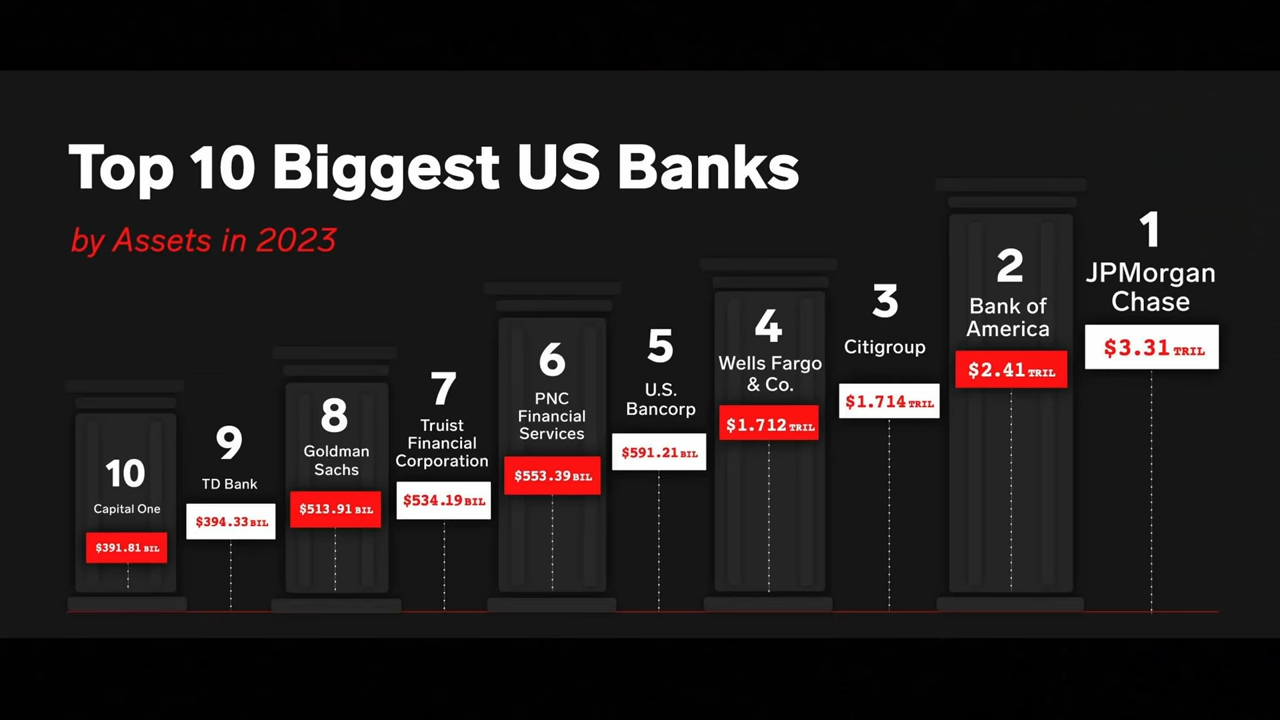 Top 10 Biggest US Banks
by Assets in 2023
10
Capital One
$391.81 BIL
9
TD Bank
$394.33 BIL
8
Goldman
Sachs
$513.91 BIL
7
Truist
Financial
Corporation
$534.19 BIL
6
PNC
Financial
Services
$553.39 BIL
5
U.S.
Bancorp
$591.21 BIL
4
Wells Fargo
& Co.
$1.712 TRIL
3
Citigroup
$1.714 TRIL
2
Bank of
America
$2.41 TRIL
1
JPMorgan
Chase
$3.31 TRIL